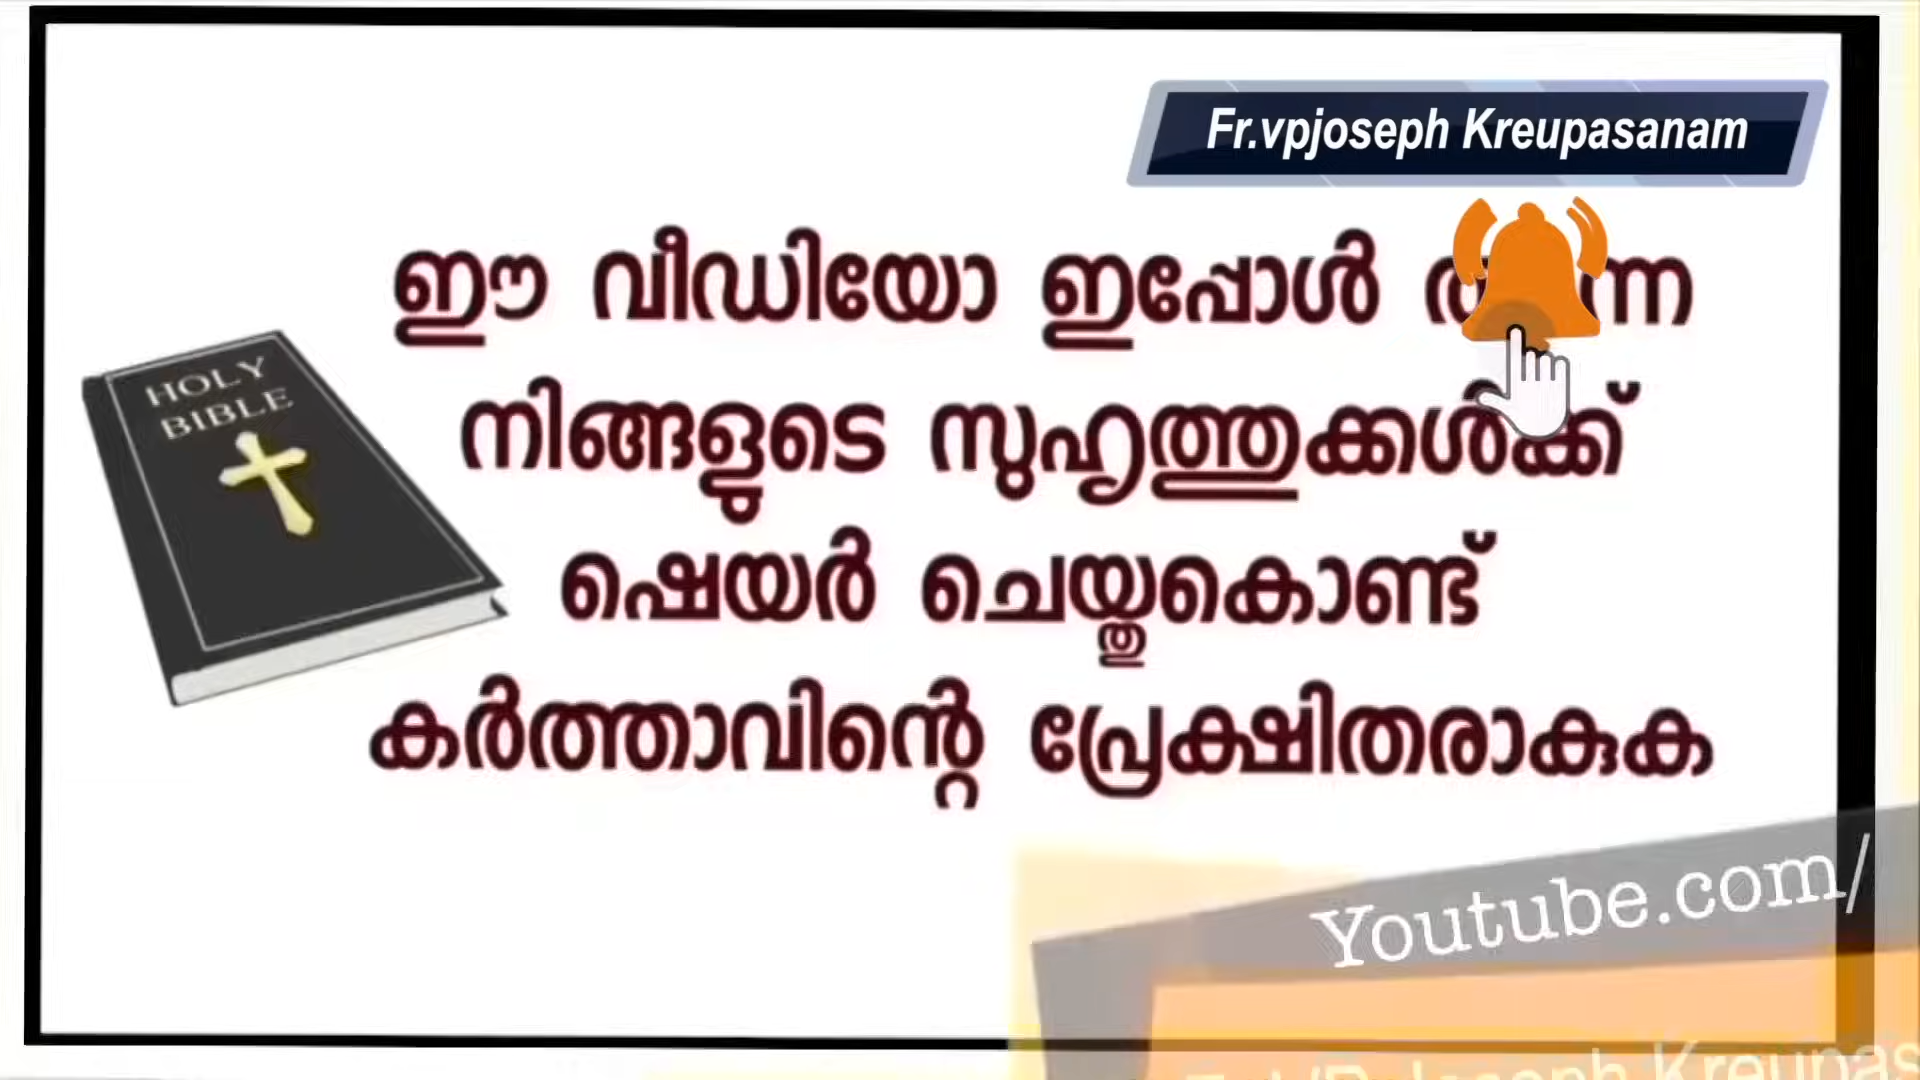 Fr.vpjoseph Kreupasanam
ഈ വീഡിയോ ഇപ്പോൾ
HOLY
BIBLE
നിങ്ങളുടെ സുഹൃത്തുക്കൾക്ക്
ഷെയർ ചെയ്തുകൊണ്ട്
കർത്താവിന്റെ പ്രേക്ഷിതരാകുക
Youtube.com/